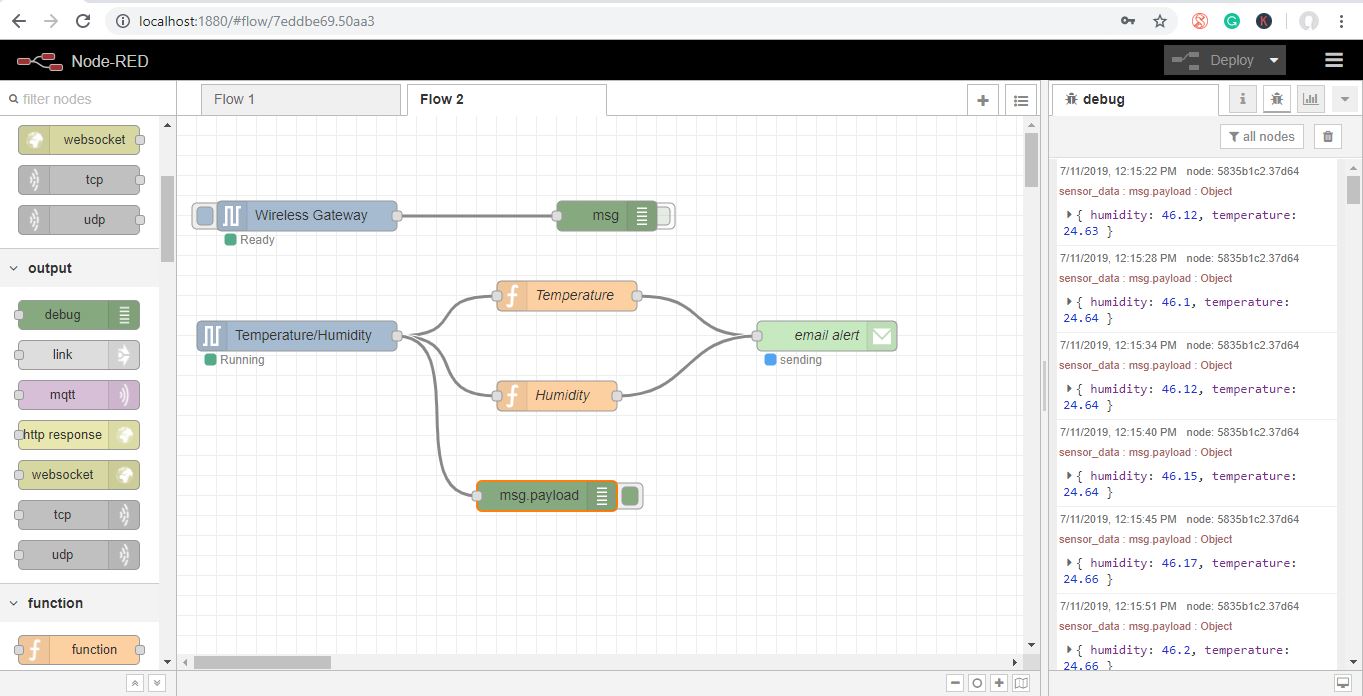 localhost:1880/#flow/7eddbe69.50aa3
Node-RED
Deploy
filter nodes
websocket
tcp
udp
output
debug
link
mqtt
http response
websocket
tcp
udp
function
function
Flow 1
Flow 2
Wireless Gateway
Ready
msg
Temperature
Temperature/Humidity
Running
email alert
sending
Humidity
msg.payload
debug
all nodes
7/11/2019, 12:15:22 PM node: 5835b1c2.37d64
sensor_data : msg.payload : Object
{ humidity: 46.12, temperature:
24.63 }
7/11/2019, 12:15:28 PM node: 5835b1c2.37d64
sensor_data : msg.payload : Object
{ humidity: 46.1, temperature:
24.64 }
7/11/2019, 12:15:34 PM node: 5835b1c2.37d64
sensor_data : msg.payload : Object
{ humidity: 46.12, temperature:
24.64 }
7/11/2019, 12:15:40 PM node: 5835b1c2.37d64
sensor_data : msg.payload : Object
{ humidity: 46.15, temperature:
24.64 }
7/11/2019, 12:15:45 PM node: 5835b1c2.37d64
sensor_data : msg.payload : Object
{ humidity: 46.17, temperature:
24.66 }
7/11/2019, 12:15:51 PM node: 5835b1c2.37d64
sensor_data : msg.payload : Object
{ humidity: 46.2, temperature:
24.66 }